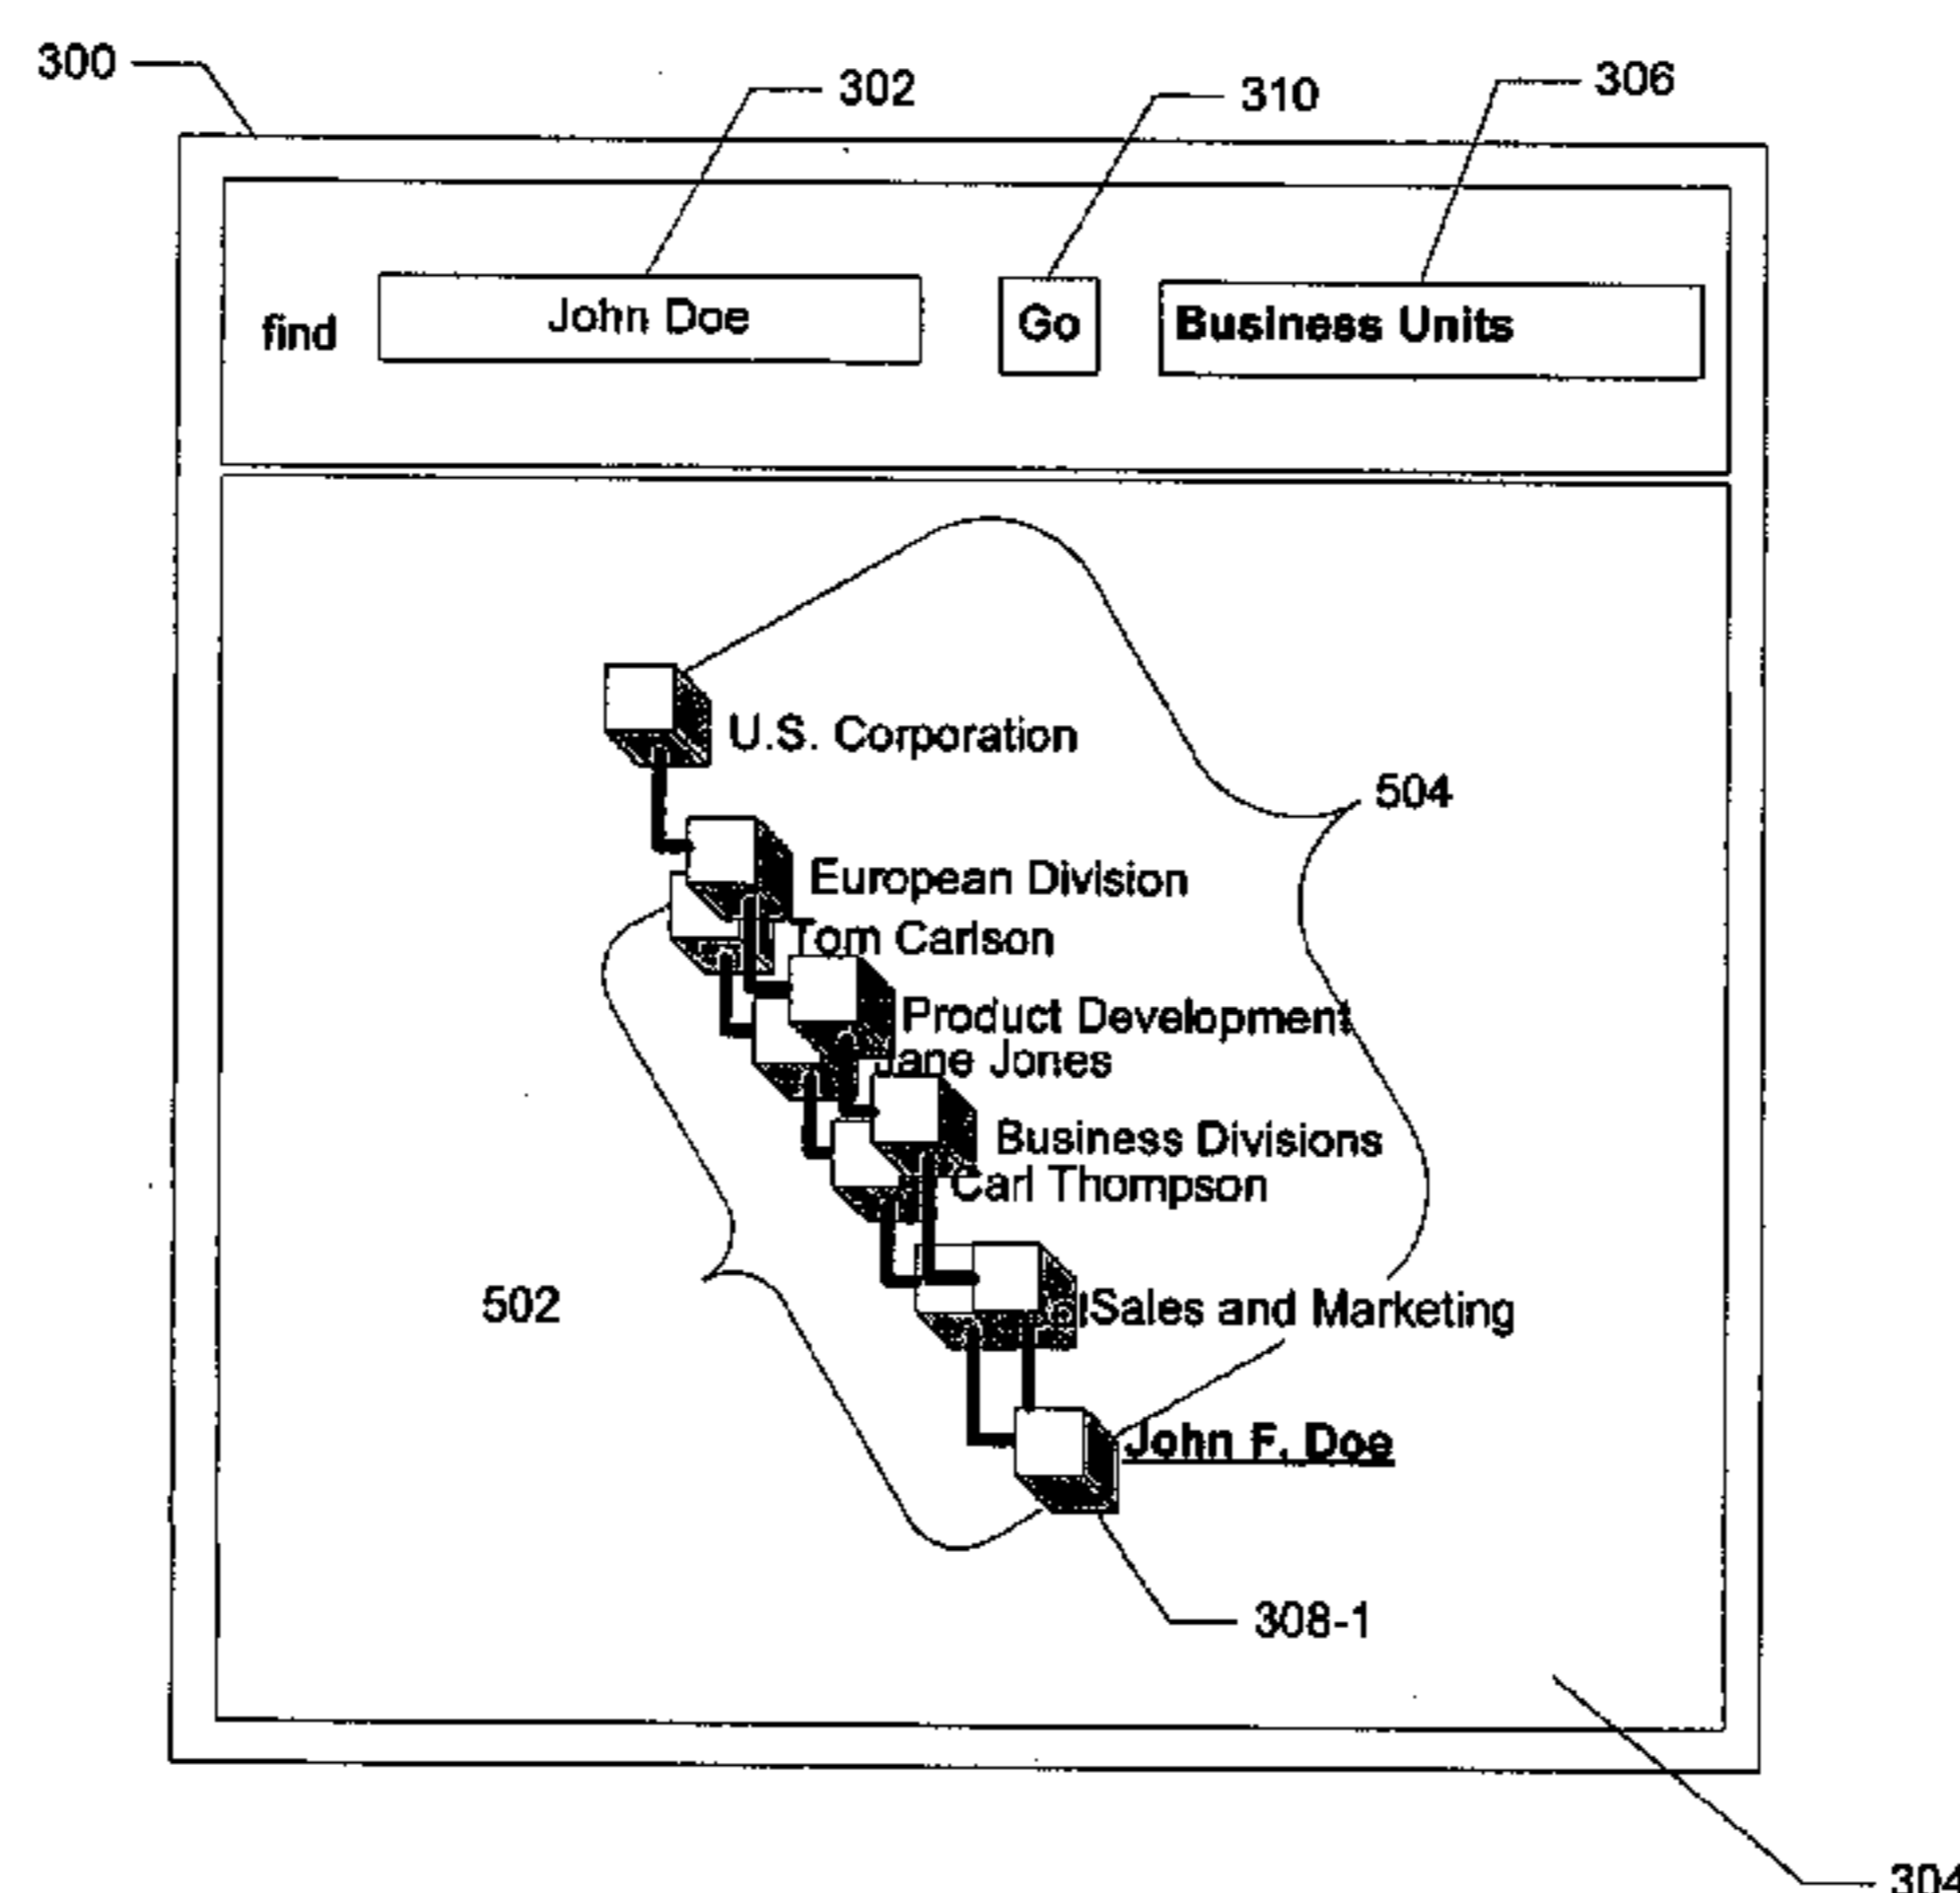 300
302
310
306
find
John Doe
Go
Business Units
U.S. Corporation
504
European Division
Tom Carlson
Product Development
Jane Jones
Business Divisions
Carl Thompson
502
Sales and Marketing
John F. Doe
308-1
304